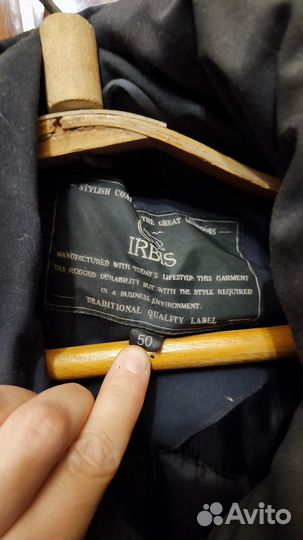 STYLISH
THE GREAT
IRBIS
MANUFACTURED WITH TODAY'S LIFESTYLE THIS GARMENT
HAS RUGGED DURABILITY BUT WITH THE STYLE REQUIRED
IN A BUSINESS ENVIRONMENT.
TRADITIONAL QUALITY LABEL
50
Avito